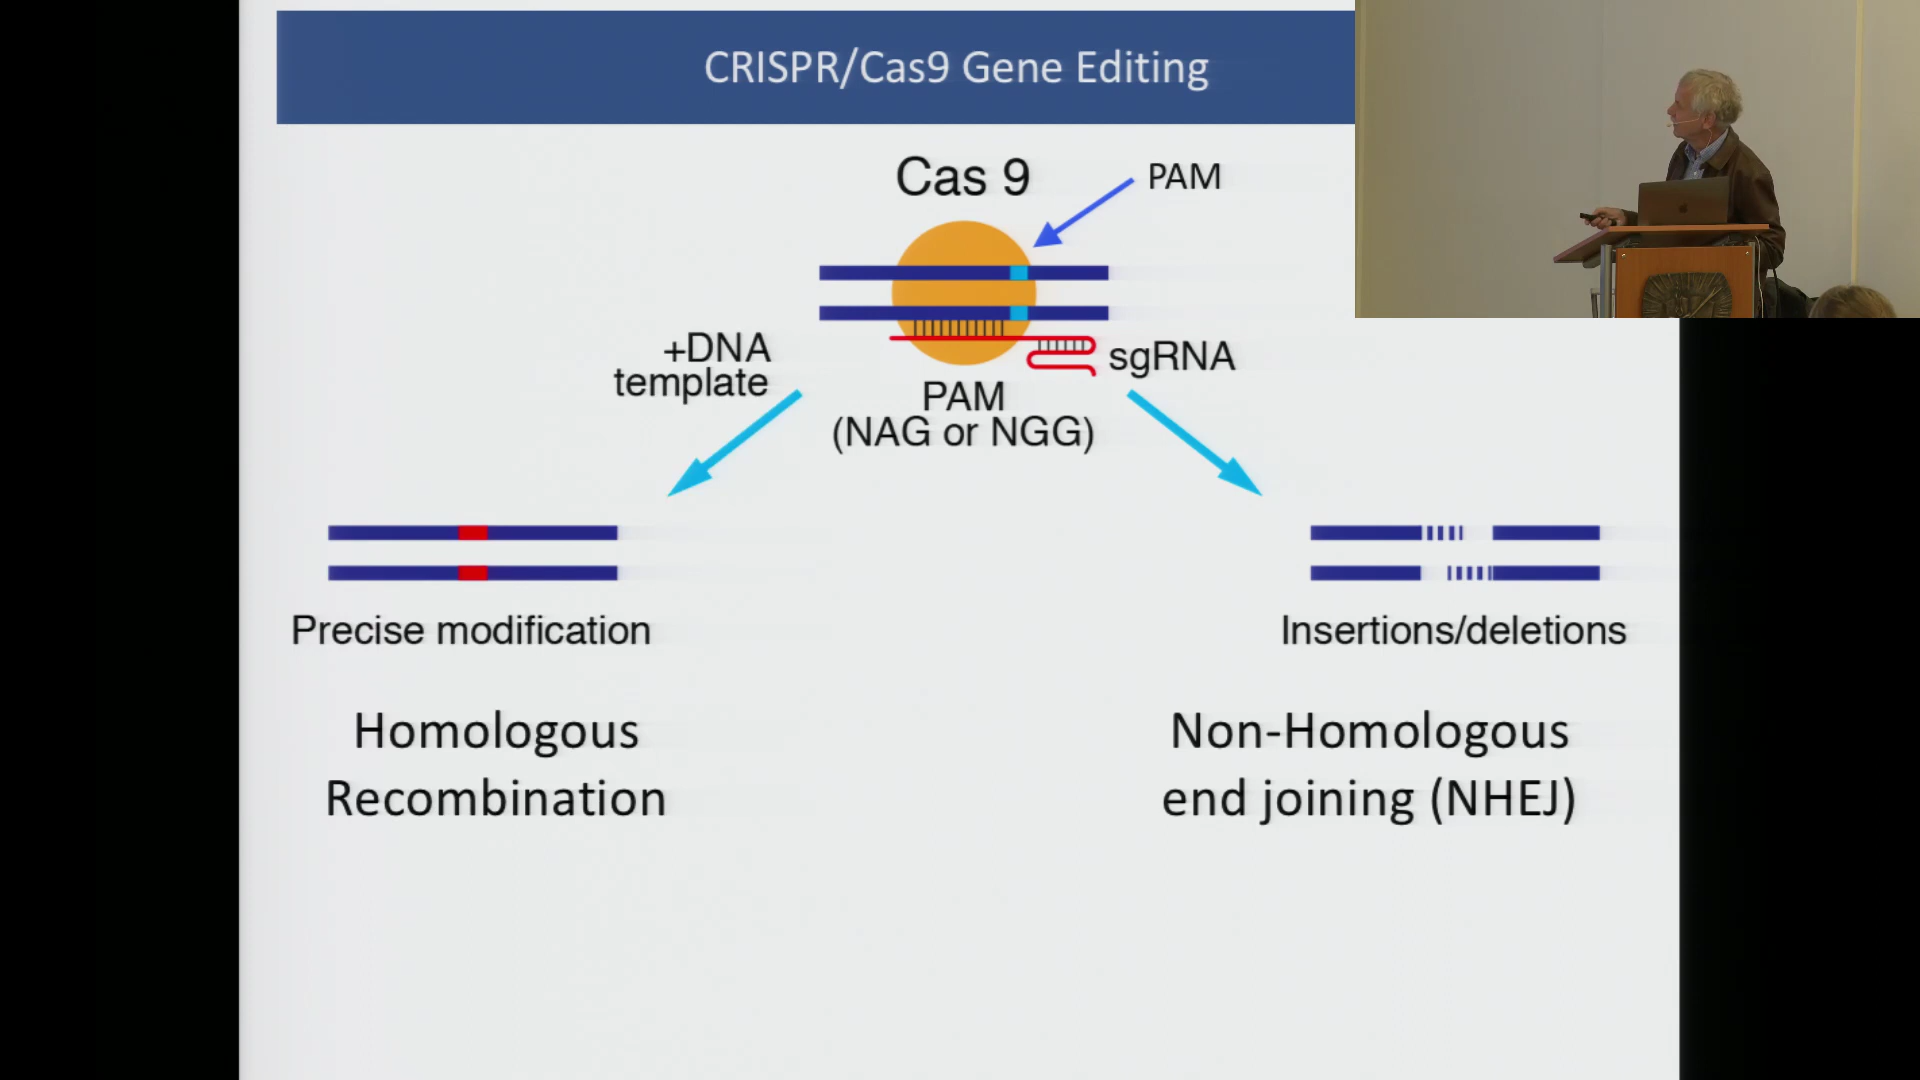 CRISPR/Cas9 Gene Editing
Cas 9
PAM
+DNA
template
sgRNA
PAM
(NAG or NGG)
Precise modification
Insertions/deletions
Homologous
Recombination
Non-Homologous
end joining (NHEJ)